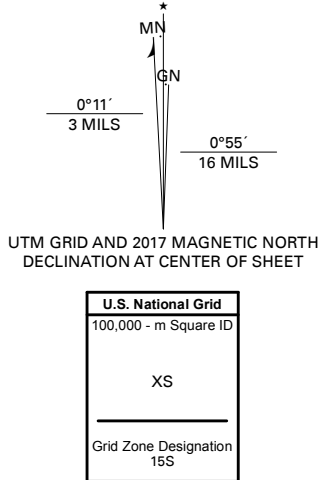 ★
MN
GN
0°11´
3 MILS
0°55´
16 MILS
UTM GRID AND 2017 MAGNETIC NORTH
DECLINATION AT CENTER OF SHEET
U.S. National Grid
100,000 - m Square ID
XS
Grid Zone Designation
15S